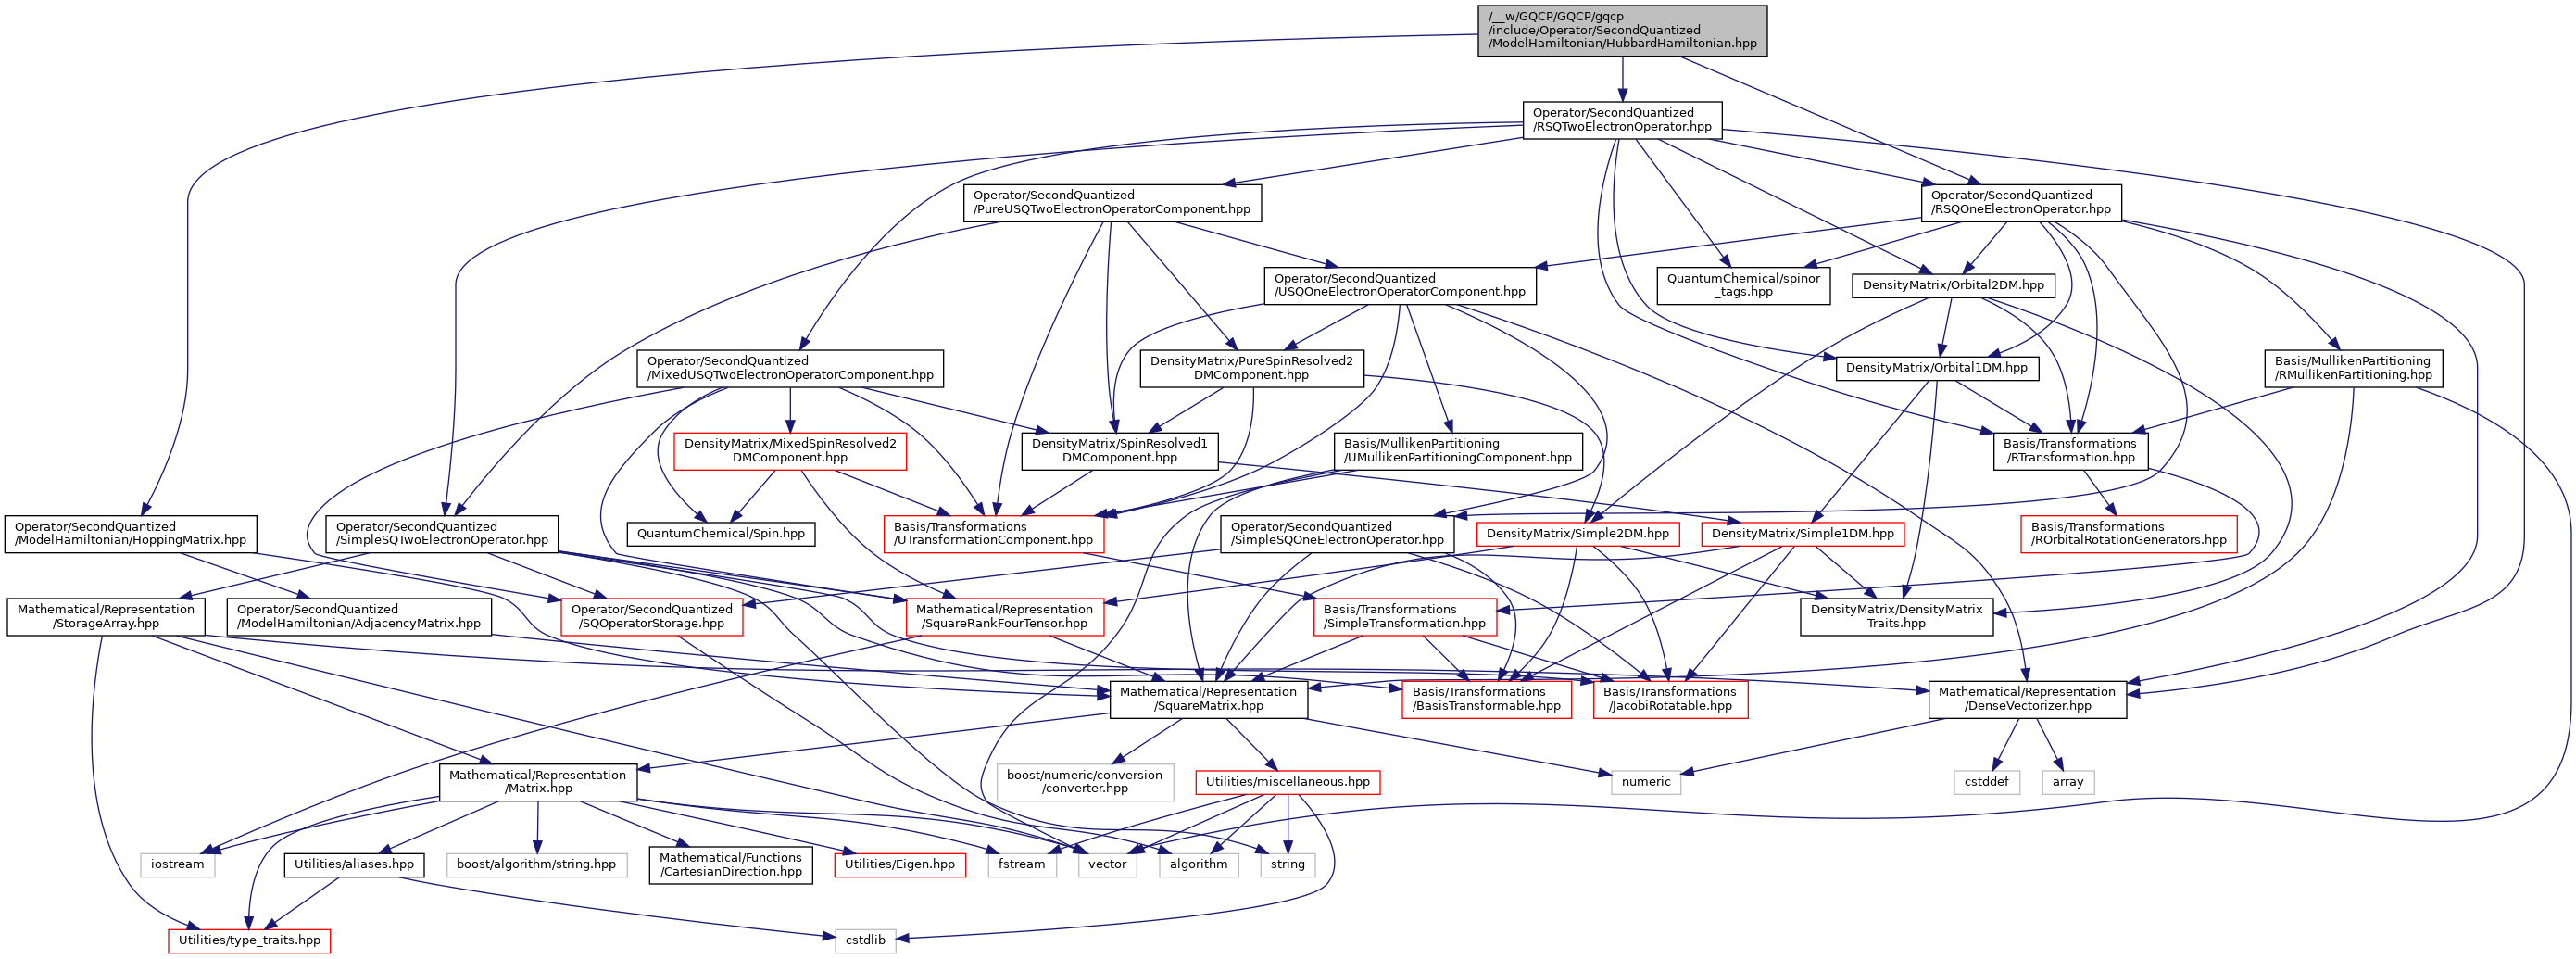 /__w/GQCP/GQCP/gqcp
/include/Operator/SecondQuantized
/ModelHamiltonian/HubbardHamiltonian.hpp
Operator/SecondQuantized
/RSQTwoElectronOperator.hpp
Operator/SecondQuantized
/PureUSQTwoElectronOperatorComponent.hpp
Operator/SecondQuantized
/RSQOneElectronOperator.hpp
Operator/SecondQuantized
/USQOneElectronOperatorComponent.hpp
QuantumChemical/spinor
_tags.hpp
DensityMatrix/Orbital2DM.hpp
Operator/SecondQuantized
/MixedUSQTwoElectronOperatorComponent.hpp
DensityMatrix/PureSpinResolved2
DMComponent.hpp
DensityMatrix/Orbital1DM.hpp
Basis/MullikenPartitioning
/RMullikenPartitioning.hpp
DensityMatrix/MixedSpinResolved2
DMComponent.hpp
DensityMatrix/SpinResolved1
DMComponent.hpp
Basis/MullikenPartitioning
/UMullikenPartitioningComponent.hpp
Basis/Transformations
/RTransformation.hpp
Operator/SecondQuantized
/ModelHamiltonian/HoppingMatrix.hpp
Operator/SecondQuantized
/SimpleSQTwoElectronOperator.hpp
QuantumChemical/Spin.hpp
Basis/Transformations
/UTransformationComponent.hpp
Operator/SecondQuantized
/SimpleSQOneElectronOperator.hpp
DensityMatrix/Simple2DM.hpp
DensityMatrix/Simple1DM.hpp
Basis/Transformations
/ROrbitalRotationGenerators.hpp
Mathematical/Representation
/StorageArray.hpp
Operator/SecondQuantized
/ModelHamiltonian/AdjacencyMatrix.hpp
Operator/SecondQuantized
/SQOperatorStorage.hpp
Mathematical/Representation
/SquareRankFourTensor.hpp
Basis/Transformations
/SimpleTransformation.hpp
DensityMatrix/DensityMatrix
Traits.hpp
Mathematical/Representation
/SquareMatrix.hpp
Basis/Transformations
/BasisTransformable.hpp
Basis/Transformations
/JacobiRotatable.hpp
Mathematical/Representation
/DenseVectorizer.hpp
Mathematical/Representation
/Matrix.hpp
boost/numeric/conversion
/converter.hpp
Utilities/miscellaneous.hpp
numeric
cstddef
array
iostream
Utilities/aliases.hpp
boost/algorithm/string.hpp
Mathematical/Functions
/CartesianDirection.hpp
Utilities/Eigen.hpp
fstream
vector
algorithm
string
Utilities/type_traits.hpp
cstdlib